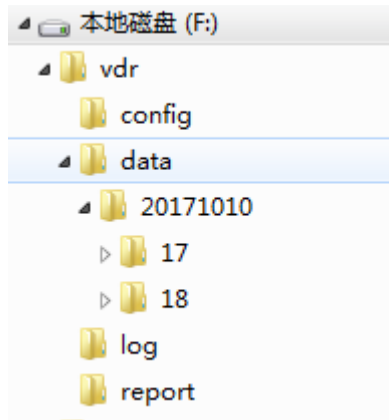 本地磁盘 (F:)
vdr
config
data
20171010
17
18
log
report